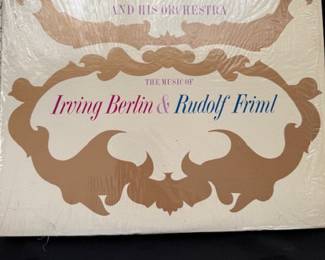 AND HIS ORCHESTRA
THE MUSIC OF
Irving Berlin & Rudolf Friml